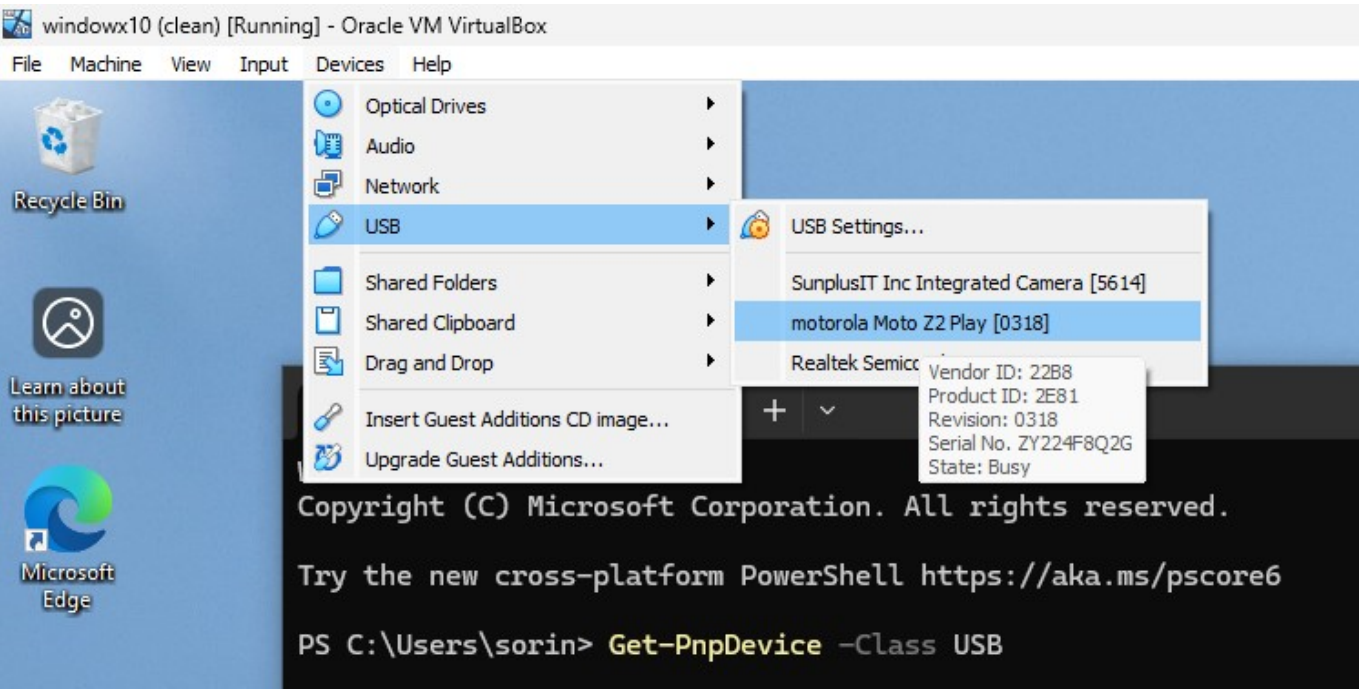 windowx10 (clean) [Running] - Oracle VM VirtualBox
File Machine View Input Devices Help
Optical Drives
Audio
Network
USB
Shared Folders
Shared Clipboard
Drag and Drop
Insert Guest Additions CD image...
Upgrade Guest Additions...
USB Settings...
SunplusIT Inc Integrated Camera [5614]
motorola Moto Z2 Play [0318]
Realtek
Vendor ID: 22B8
Product ID: 2E81
Revision: 0318
Serial No. ZY224F8Q2G
State: Busy
Recycle Bin
Learn about
this picture
Microsoft
Edge
Copyright (C) Microsoft Corporation. All rights reserved.
Try the new cross-platform PowerShell https://aka.ms/pscore6
PS C:\Users\sorin> Get-PnpDevice -Class USB